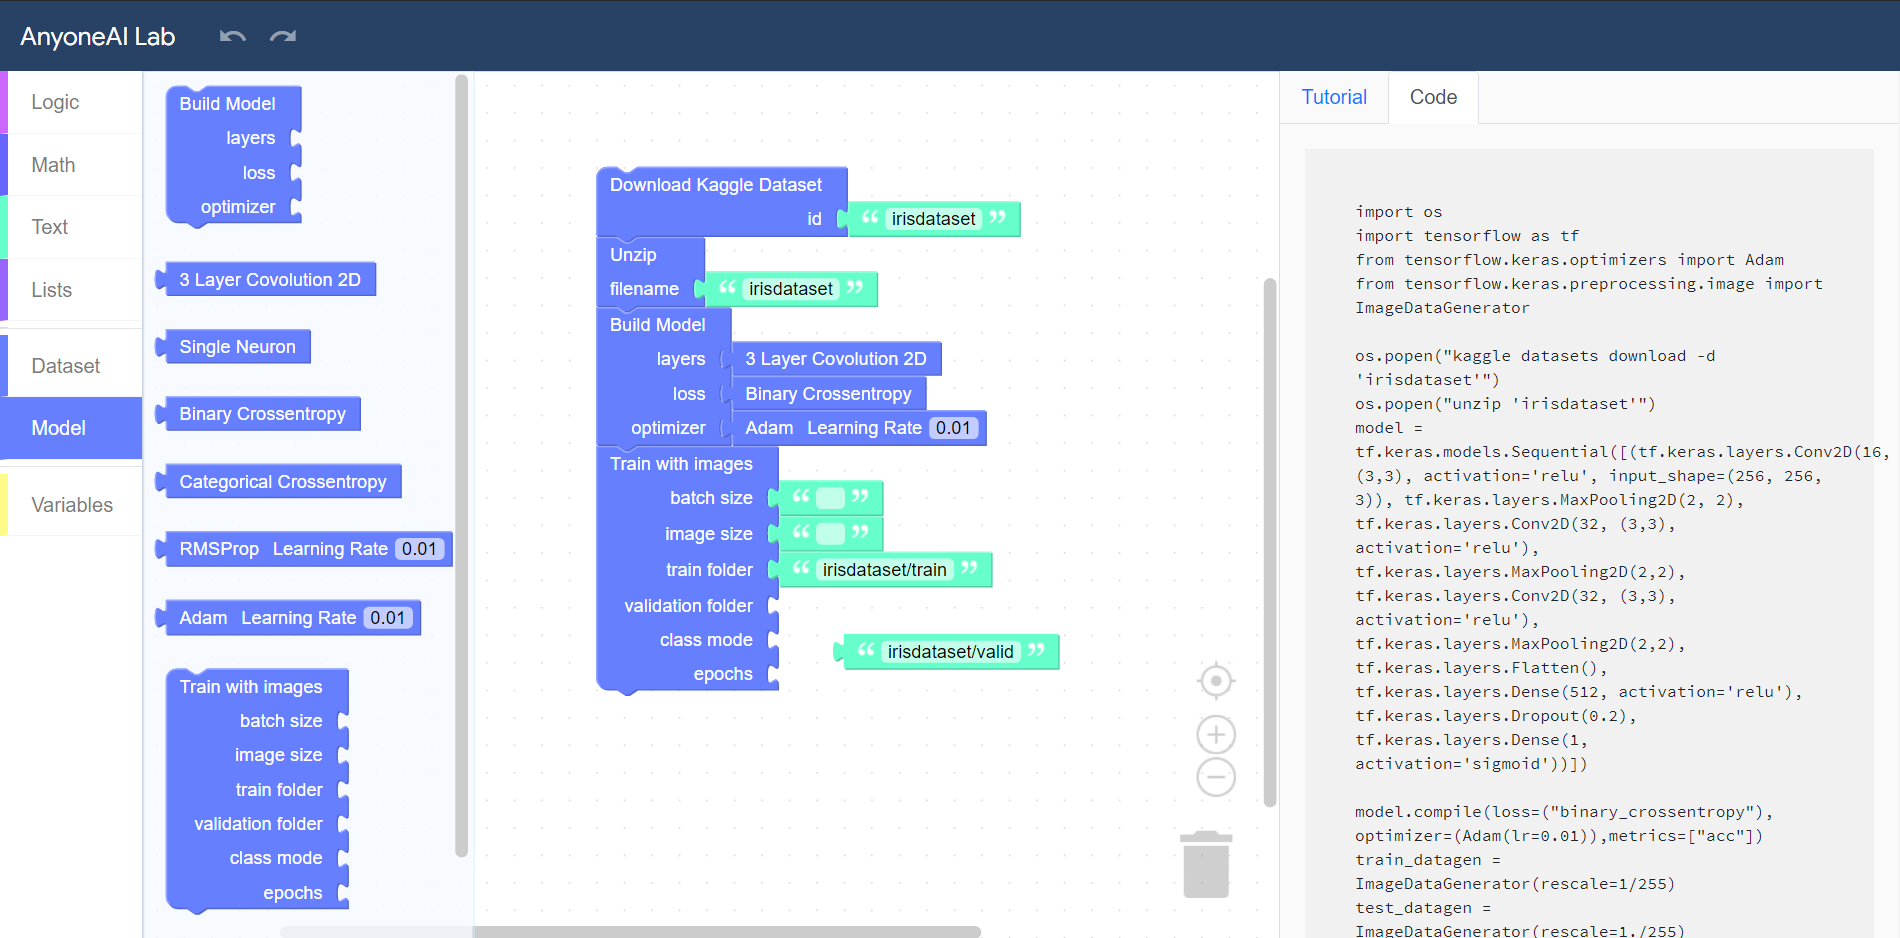 AnyoneAI Lab
Logic
Math
Text
Lists
Dataset
Model
Variables
Build Model
layers
loss
optimizer
3 Layer Covolution 2D
Single Neuron
Binary Crossentropy
Categorical Crossentropy
RMSProp Learning Rate 0.01
Adam Learning Rate 0.01
Train with images
batch size
image size
train folder
validation folder
class mode
epochs
Download Kaggle Dataset
id “ irisdataset ”
Unzip
filename “ irisdataset ”
Build Model
layers 3 Layer Covolution 2D
loss Binary Crossentropy
optimizer Adam Learning Rate 0.01
Train with images
batch size “ ”
image size “ ”
train folder “ irisdataset/train ”
validation folder
class mode
“ irisdataset/valid ”
epochs
Tutorial Code
import os
import tensorflow as tf
from tensorflow.keras.optimizers import Adam
from tensorflow.keras.preprocessing.image import
ImageDataGenerator
os.popen("kaggle datasets download -d
'irisdataset'")
os.popen("unzip 'irisdataset'")
model =
tf.keras.models.Sequential([(tf.keras.layers.Conv2D(16,
(3,3), activation='relu', input_shape=(256, 256,
3)), tf.keras.layers.MaxPooling2D(2, 2),
tf.keras.layers.Conv2D(32, (3,3),
activation='relu'),
tf.keras.layers.MaxPooling2D(2,2),
tf.keras.layers.Conv2D(32, (3,3),
activation='relu'),
tf.keras.layers.MaxPooling2D(2,2),
tf.keras.layers.Flatten(),
tf.keras.layers.Dense(512, activation='relu'),
tf.keras.layers.Dropout(0.2),
tf.keras.layers.Dense(1,
activation='sigmoid'))])
model.compile(loss=("binary_crossentropy"),
optimizer=(Adam(lr=0.01)),metrics=["acc"])
train_datagen =
ImageDataGenerator(rescale=1/255)
test_datagen =
ImageDataGenerator(rescale=1./255)